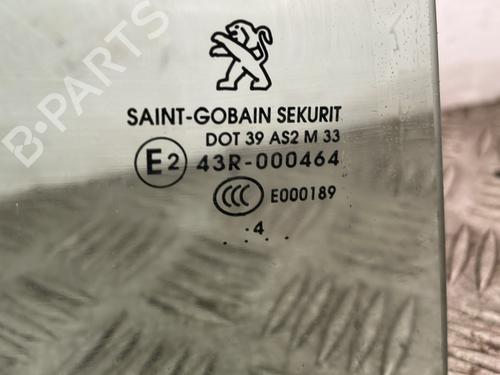 B-PARTS
SAINT-GOBAIN SEKURIT
DOT 39 AS2 M 33
E2 43R-000464
CCC E000189
. 4 . . . . .